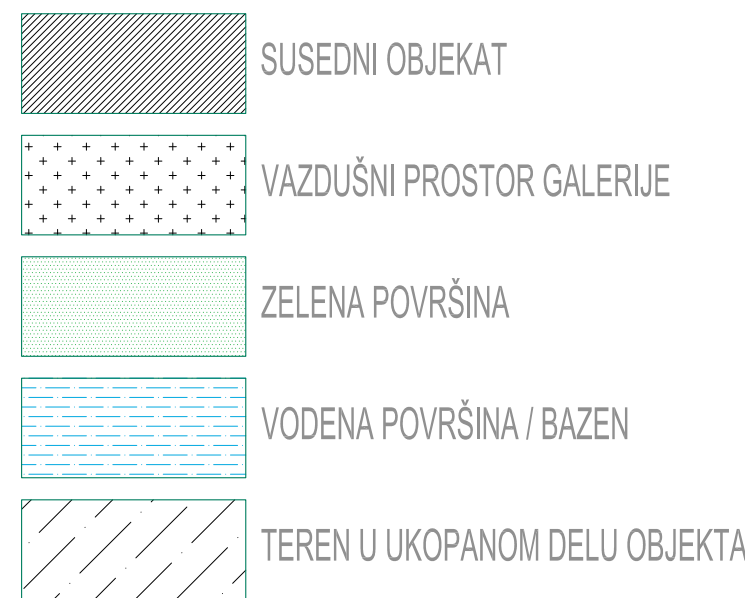 SUSEDNI OBJEKAT
VAZDUŠNI PROSTOR GALERIJE
ZELENA POVRŠINA
VODENA POVRŠINA / BAZEN
TEREN U UKOPANOM DELU OBJEKTA